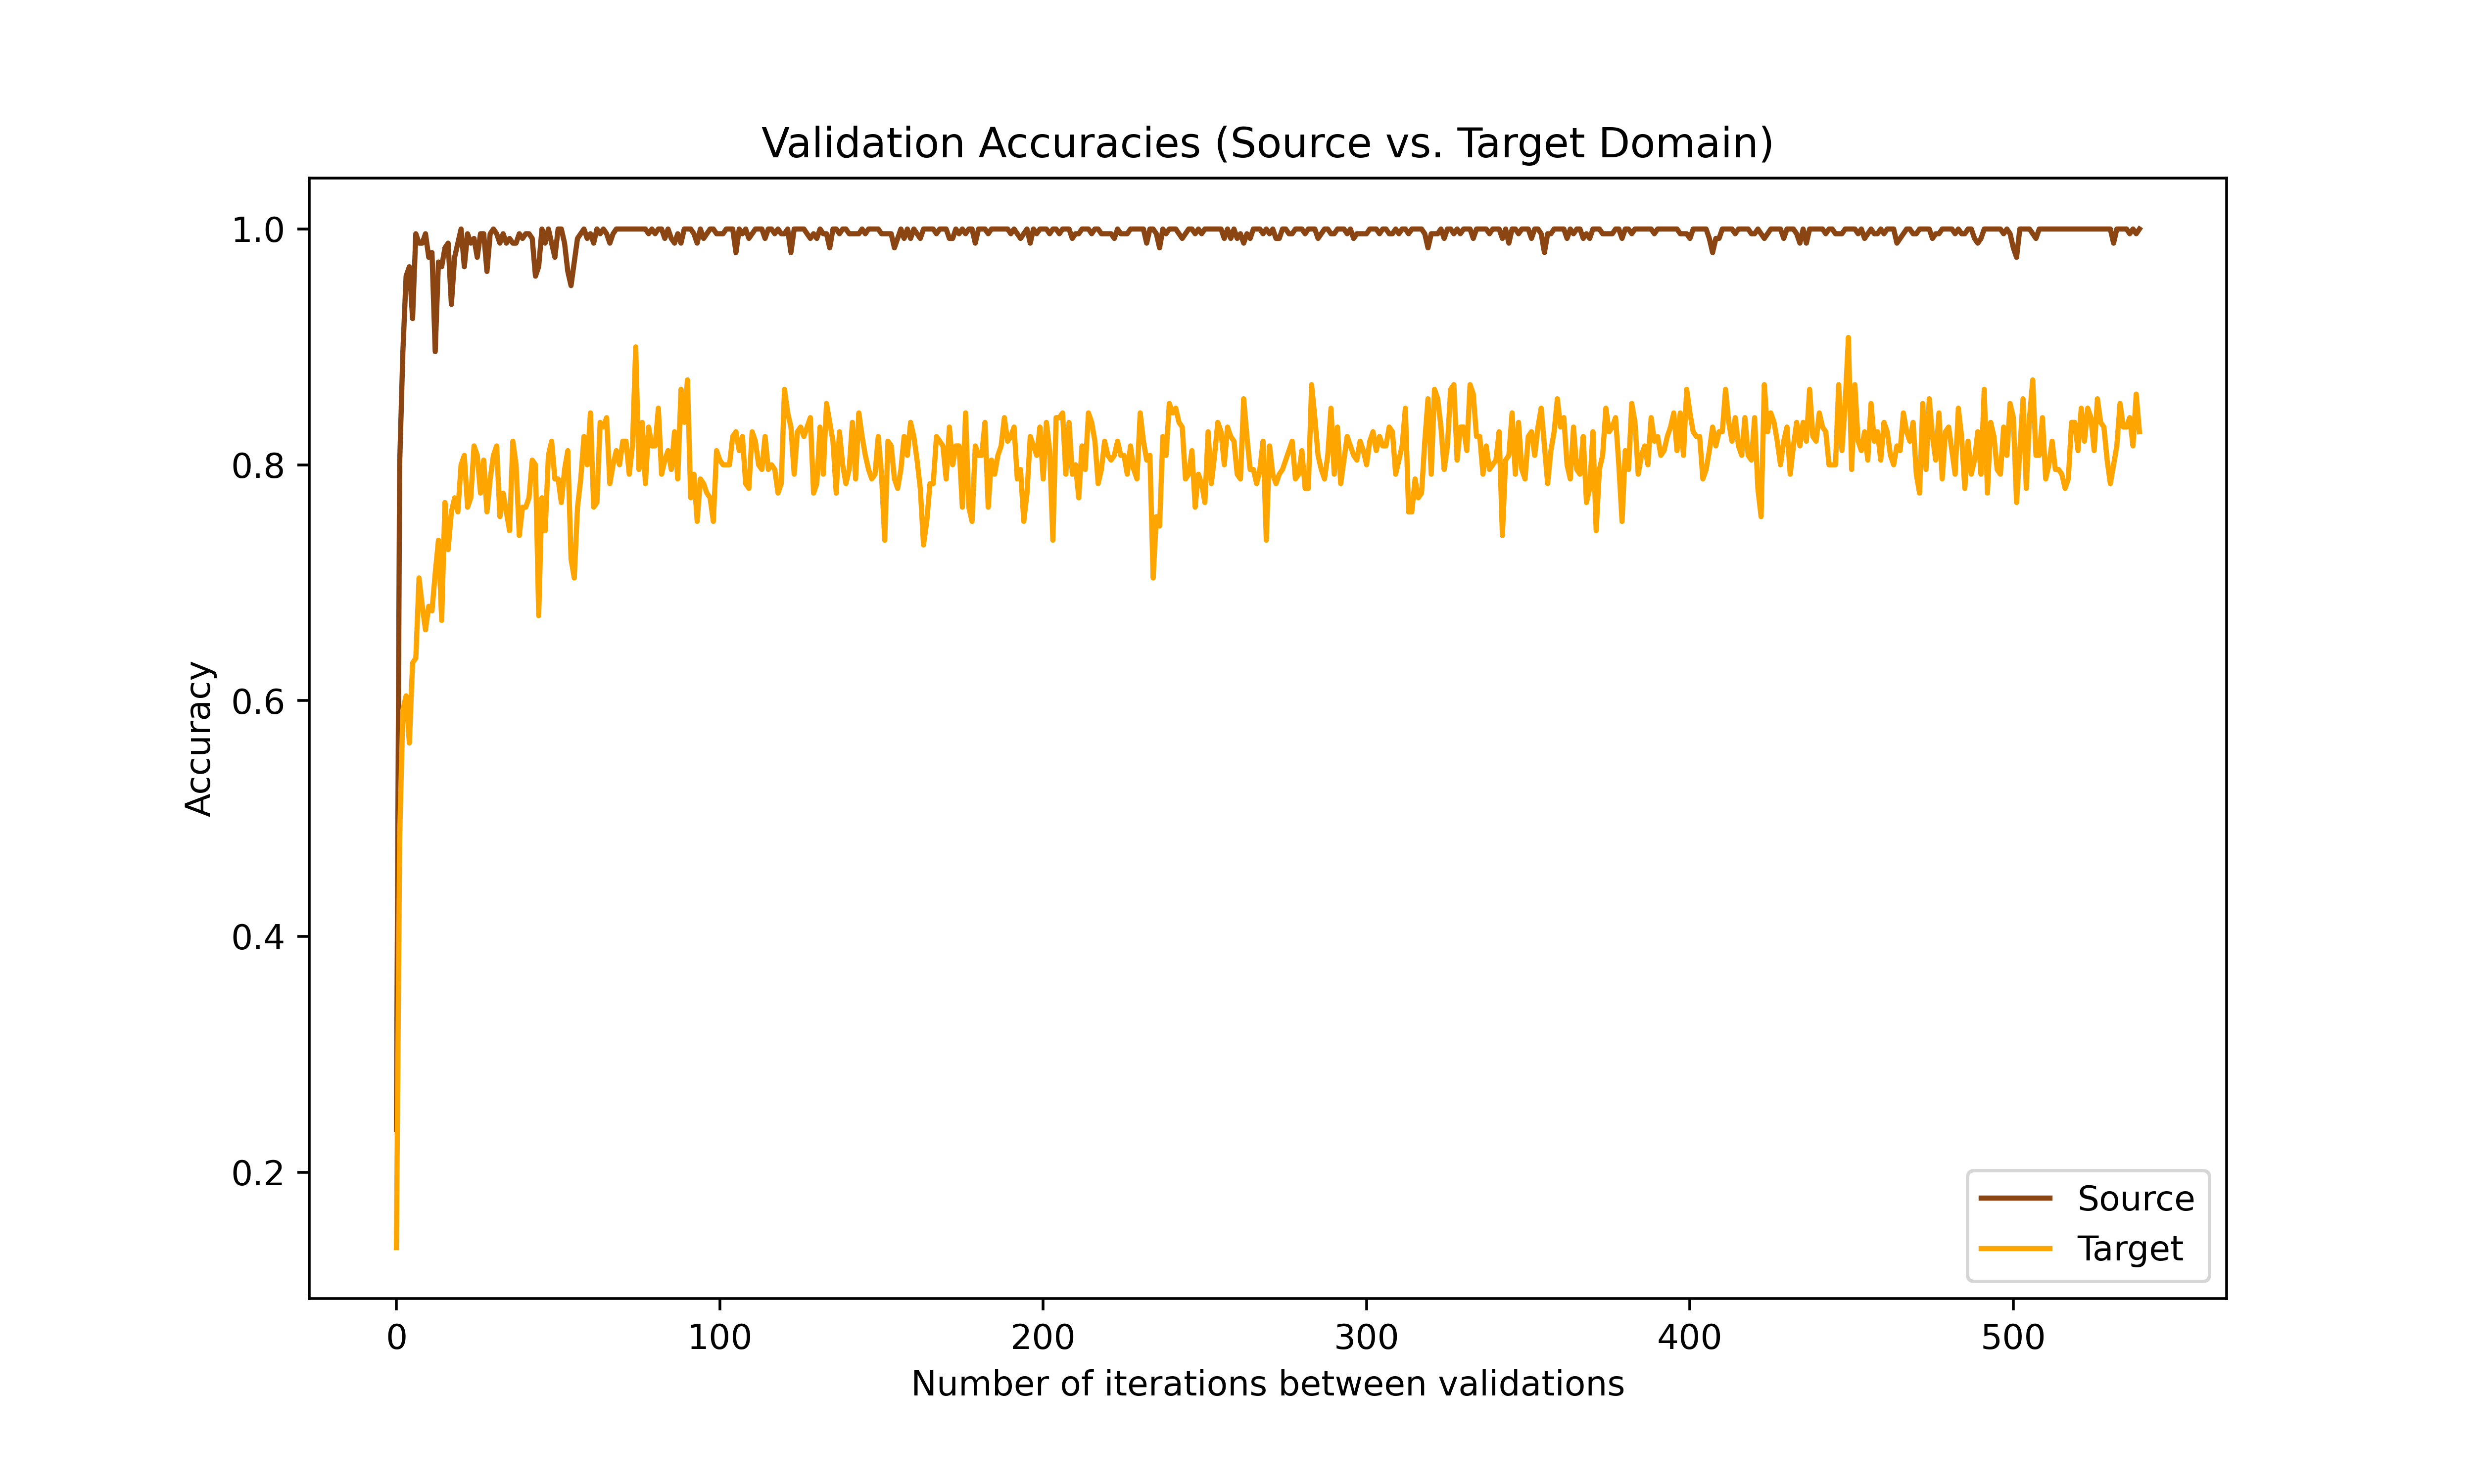 Validation Accuracies (Source vs. Target Domain)
1.0
0.8
0.6
0.4
0.2
Accuracy
0 100 200 300 400 500
Number of iterations between validations
Source
Target